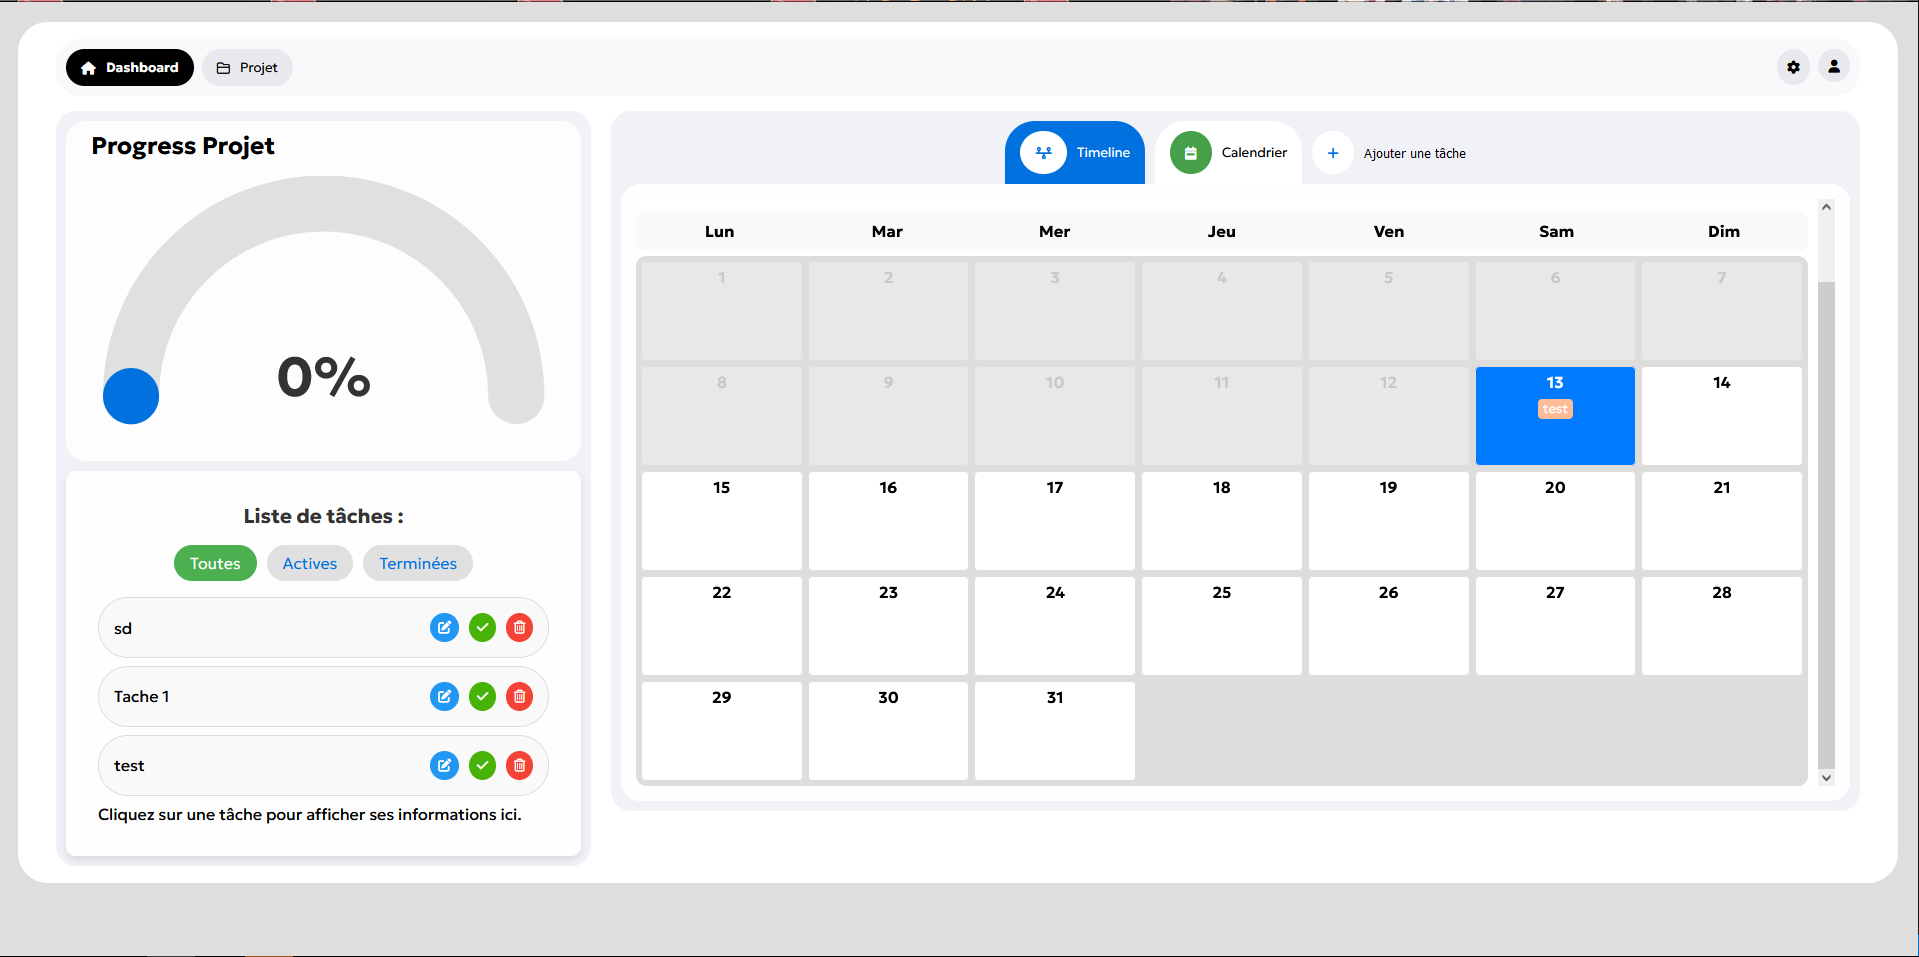 Dashboard
Projet
Progress Projet
0%
Liste de tâches :
Toutes
Actives
Terminées
sd
Tache 1
test
Cliquez sur une tâche pour afficher ses informations ici.
Timeline
Calendrier
+ Ajouter une tâche
Lun Mar Mer Jeu Ven Sam Dim
1 2 3 4 5 6 7
8 9 10 11 12 13 14
test
15 16 17 18 19 20 21
22 23 24 25 26 27 28
29 30 31